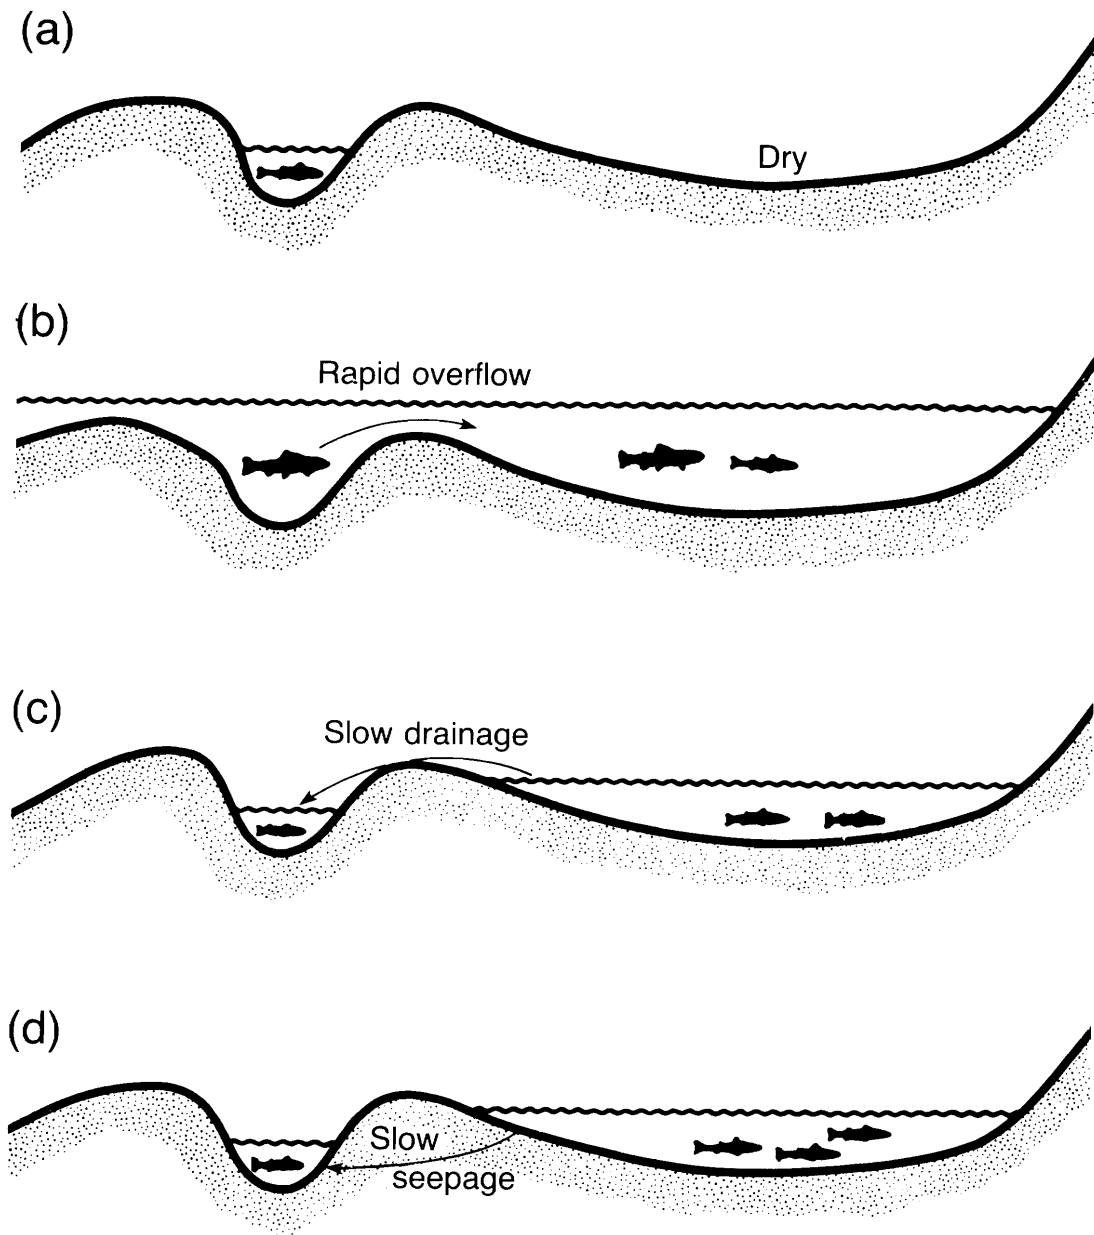 (a)
Dry
(b)
Rapid overflow
(c)
Slow drainage
(d)
Slow
seepage